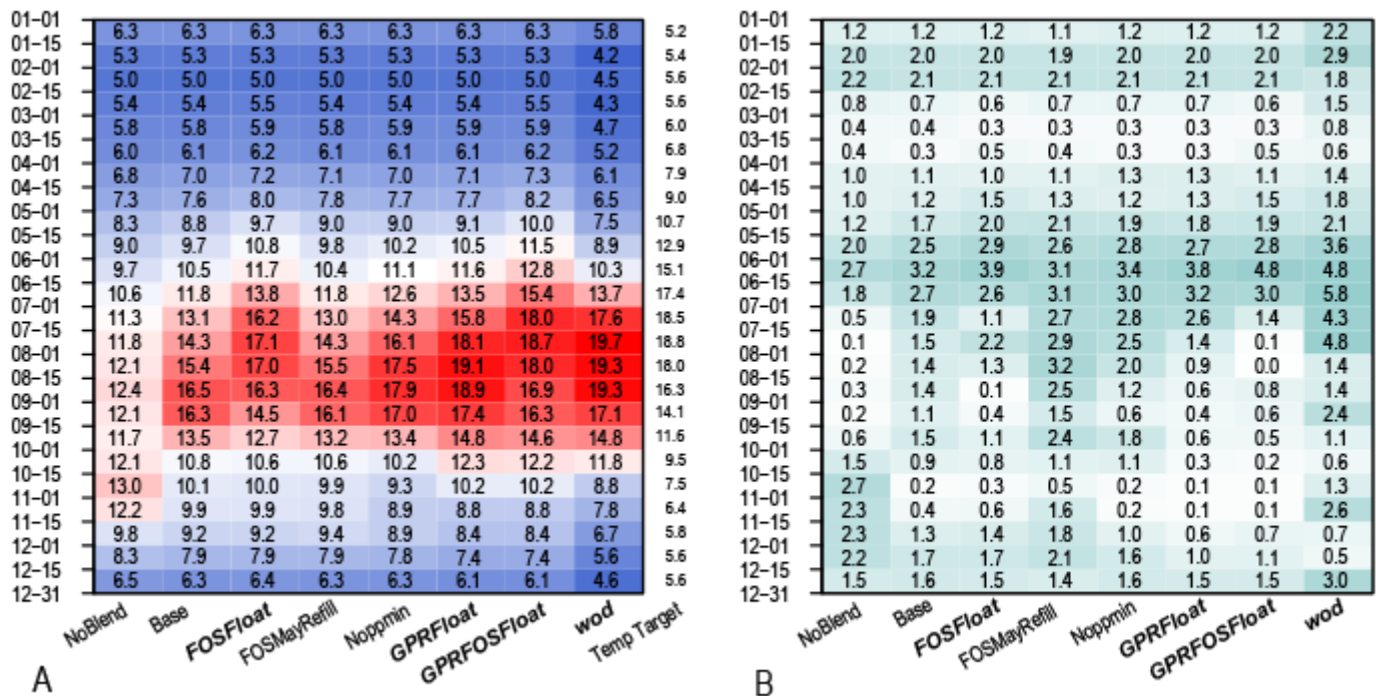 01-01
6.3 6.3 6.3 6.3 6.3 6.3 6.3 5.8 5.2
01-15
5.3 5.3 5.3 5.3 5.3 5.3 5.3 4.2 5.4
02-01
5.0 5.0 5.0 5.0 5.0 5.0 5.0 4.5 5.6
02-15
5.4 5.4 5.5 5.4 5.4 5.4 5.5 4.3 5.6
03-01
5.8 5.8 5.9 5.8 5.9 5.9 5.9 4.7 6.0
03-15
6.0 6.1 6.2 6.1 6.1 6.1 6.2 5.2 6.8
04-01
6.8 7.0 7.2 7.1 7.0 7.1 7.3 6.1 7.9
04-15
7.3 7.6 8.0 7.8 7.7 7.7 8.2 6.5 9.0
05-01
8.3 8.8 9.7 9.0 9.0 9.1 10.0 7.5 10.7
05-15
9.0 9.7 10.8 9.8 10.2 10.5 11.5 8.9 12.9
06-01
9.7 10.5 11.7 10.4 11.1 11.6 12.8 10.3 15.1
06-15
10.6 11.8 13.8 11.8 12.6 13.5 15.4 13.7 17.4
07-01
11.3 13.1 16.2 13.0 14.3 15.8 18.0 17.6 18.5
07-15
11.8 14.3 17.1 14.3 16.1 18.1 18.7 19.7 18.8
08-01
12.1 15.4 17.0 15.5 17.5 19.1 18.0 19.3 18.0
08-15
12.4 16.5 16.3 16.4 17.9 18.9 16.9 19.3 16.3
09-01
12.1 16.3 14.5 16.1 17.0 17.4 16.3 17.1 14.1
09-15
11.7 13.5 12.7 13.2 13.4 14.8 14.6 14.8 11.6
10-01
12.1 10.8 10.6 10.6 10.2 12.3 12.2 11.8 9.5
10-15
13.0 10.1 10.0 9.9 9.3 10.2 10.2 8.8 7.5
11-01
12.2 9.9 9.9 9.8 8.9 8.8 8.8 7.8 6.4
11-15
9.8 9.2 9.2 9.4 8.9 8.4 8.4 6.7 5.8
12-01
8.3 7.9 7.9 7.9 7.8 7.4 7.4 5.6 5.6
12-15
6.5 6.3 6.4 6.3 6.3 6.1 6.1 4.6 5.6
12-31
NoBlend Base FOSFloat FOSMayRefill Noppmin GPRFloat GPRFOSFloat wod Temp Target
A
01-01
1.2 1.2 1.2 1.1 1.2 1.2 1.2 2.2
01-15
2.0 2.0 2.0 1.9 2.0 2.0 2.0 2.9
02-01
2.2 2.1 2.1 2.1 2.1 2.1 2.1 1.8
02-15
0.8 0.7 0.6 0.7 0.7 0.7 0.6 1.5
03-01
0.4 0.4 0.3 0.3 0.3 0.3 0.3 0.8
03-15
0.4 0.3 0.5 0.4 0.3 0.3 0.5 0.6
04-01
1.0 1.1 1.0 1.1 1.3 1.3 1.1 1.4
04-15
1.0 1.2 1.5 1.3 1.2 1.3 1.5 1.8
05-01
1.2 1.7 2.0 2.1 1.9 1.8 1.9 2.1
05-15
2.0 2.5 2.9 2.6 2.8 2.7 2.8 3.6
06-01
2.7 3.2 3.9 3.1 3.4 3.8 4.8 4.8
06-15
1.8 2.7 2.6 3.1 3.0 3.2 3.0 5.8
07-01
0.5 1.9 1.1 2.7 2.8 2.6 1.4 4.3
07-15
0.1 1.5 2.2 2.9 2.5 1.4 0.1 4.8
08-01
0.2 1.4 1.3 3.2 2.0 0.9 0.0 1.4
08-15
0.3 1.4 0.1 2.5 1.2 0.6 0.8 1.4
09-01
0.2 1.1 0.4 1.5 0.6 0.4 0.6 2.4
09-15
0.6 1.5 1.1 2.4 1.8 0.6 0.5 1.1
10-01
1.5 0.9 0.8 1.1 1.1 0.3 0.2 0.6
10-15
2.7 0.2 0.3 0.5 0.2 0.1 0.1 1.3
11-01
2.3 0.4 0.6 1.6 0.2 0.1 0.1 2.6
11-15
2.3 1.3 1.4 1.8 1.0 0.6 0.7 0.7
12-01
2.2 1.7 1.7 2.1 1.6 1.0 1.1 0.5
12-15
1.5 1.6 1.5 1.4 1.6 1.5 1.5 3.0
12-31
NoBlend Base FOSFloat FOSMayRefill Noppmin GPRFloat GPRFOSFloat wod
B